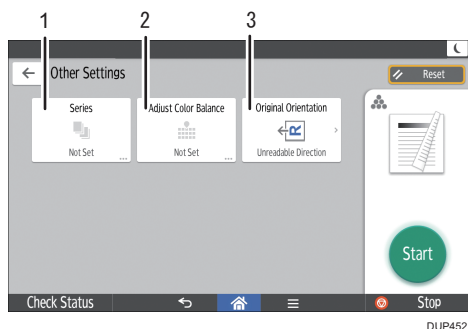 1 2 3
Other Settings
Reset
Series Adjust Color Balance Original Orientation
R
Not Set Not Set Unreadable Direction
Start
Check Status Stop
DUP452